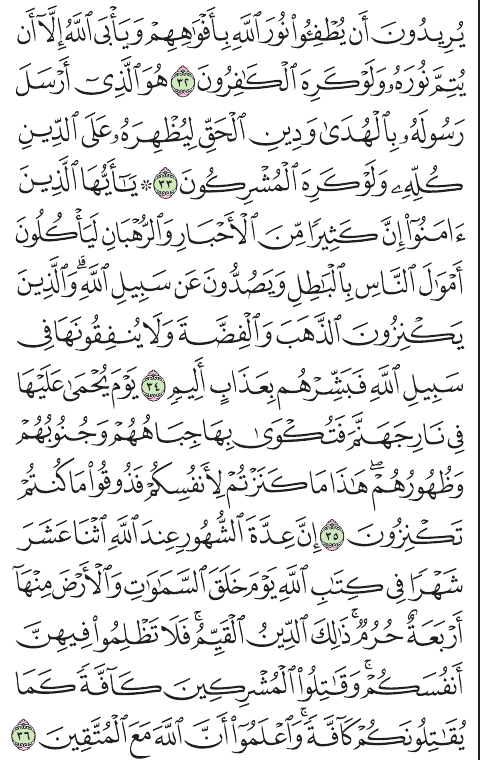 يُرِيدُونَ أَن يُطۡفِـُٔواْ نُورَ ٱللَّهِ بِأَفۡوَٰهِهِمۡ وَيَأۡبَى ٱللَّهُ إِلَّآ أَن
يُتِمَّ نُورَهُۥ وَلَوۡ كَرِهَ ٱلۡكَٰفِرُونَ ٣٢ هُوَ ٱلَّذِيٓ أَرۡسَلَ
رَسُولَهُۥ بِٱلۡهُدَىٰ وَدِينِ ٱلۡحَقِّ لِيُظۡهِرَهُۥ عَلَى ٱلدِّينِ
كُلِّهِۦ وَلَوۡ كَرِهَ ٱلۡمُشۡرِكُونَ ٣٣ ۞ يَٰٓأَيُّهَا ٱلَّذِينَ
ءَامَنُوٓاْ إِنَّ كَثِيرٗا مِّنَ ٱلۡأَحۡبَارِ وَٱلرُّهۡبَانِ لَيَأۡكُلُونَ
أَمۡوَٰلَ ٱلنَّاسِ بِٱلۡبَٰطِلِ وَيَصُدُّونَ عَن سَبِيلِ ٱللَّهِۗ وَٱلَّذِينَ
يَكۡنِزُونَ ٱلذَّهَبَ وَٱلۡفِضَّةَ وَلَا يُنفِقُونَهَا فِي
سَبِيلِ ٱللَّهِ فَبَشِّرۡهُم بِعَذَابٍ أَلِيمٖ ٣٤ يَوۡمَ يُحۡمَىٰ عَلَيۡهَا
فِي نَارِ جَهَنَّمَ فَتُكۡوَىٰ بِهَا جِبَاهُهُمۡ وَجُنُوبُهُمۡ
وَظُهُورُهُمۡۖ هَٰذَا مَا كَنَزۡتُمۡ لِأَنفُسِكُمۡ فَذُوقُواْ مَا كُنتُمۡ
تَكۡنِزُونَ ٣٥ إِنَّ عِدَّةَ ٱلشُّهُورِ عِندَ ٱللَّهِ ٱثۡنَا عَشَرَ
شَهۡرٗا فِي كِتَٰبِ ٱللَّهِ يَوۡمَ خَلَقَ ٱلسَّمَٰوَٰتِ وَٱلۡأَرۡضَ مِنۡهَآ
أَرۡبَعَةٌ حُرُمٞۚ ذَٰلِكَ ٱلدِّينُ ٱلۡقَيِّمُۚ فَلَا تَظۡلِمُواْ فِيهِنَّ
أَنفُسَكُمۡۚ وَقَٰتِلُواْ ٱلۡمُشۡرِكِينَ كَآفَّةٗ كَمَا
يُقَٰتِلُونَكُمۡ كَآفَّةٗۚ وَٱعۡلَمُوٓاْ أَنَّ ٱللَّهَ مَعَ ٱلۡمُتَّقِينَ ٣٦